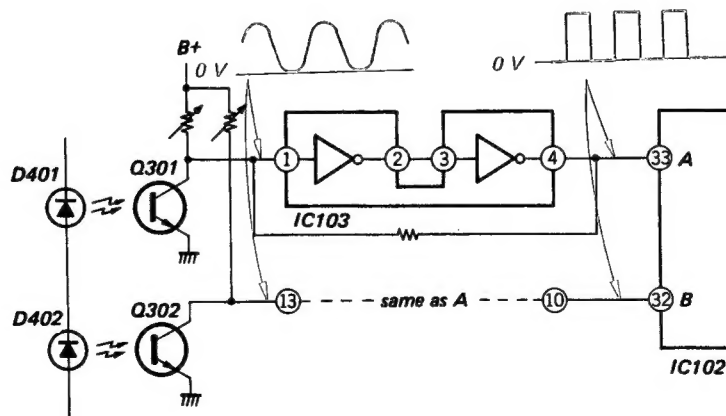 B+
0 V
0 V
D401
Q301
1
2
3
4
33
A
IC103
D402
Q302
13
same as A
10
32
B
IC102